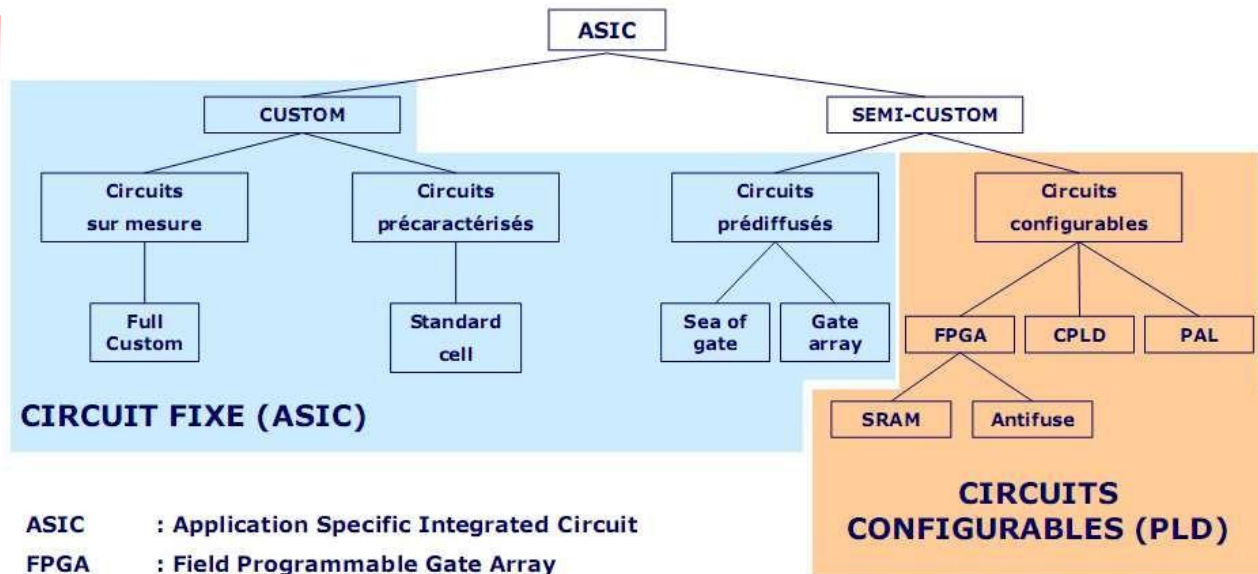 ASIC
CUSTOM
SEMI-CUSTOM
Circuits
sur mesure
Circuits
précaractérisés
Circuits
prédiffusés
Circuits
configurables
Full
Custom
Standard
cell
Sea of
gate
Gate
array
FPGA
CPLD
PAL
SRAM
Antifuse
CIRCUIT FIXE (ASIC)
CIRCUITS
CONFIGURABLES (PLD)
ASIC : Application Specific Integrated Circuit
FPGA : Field Programmable Gate Array